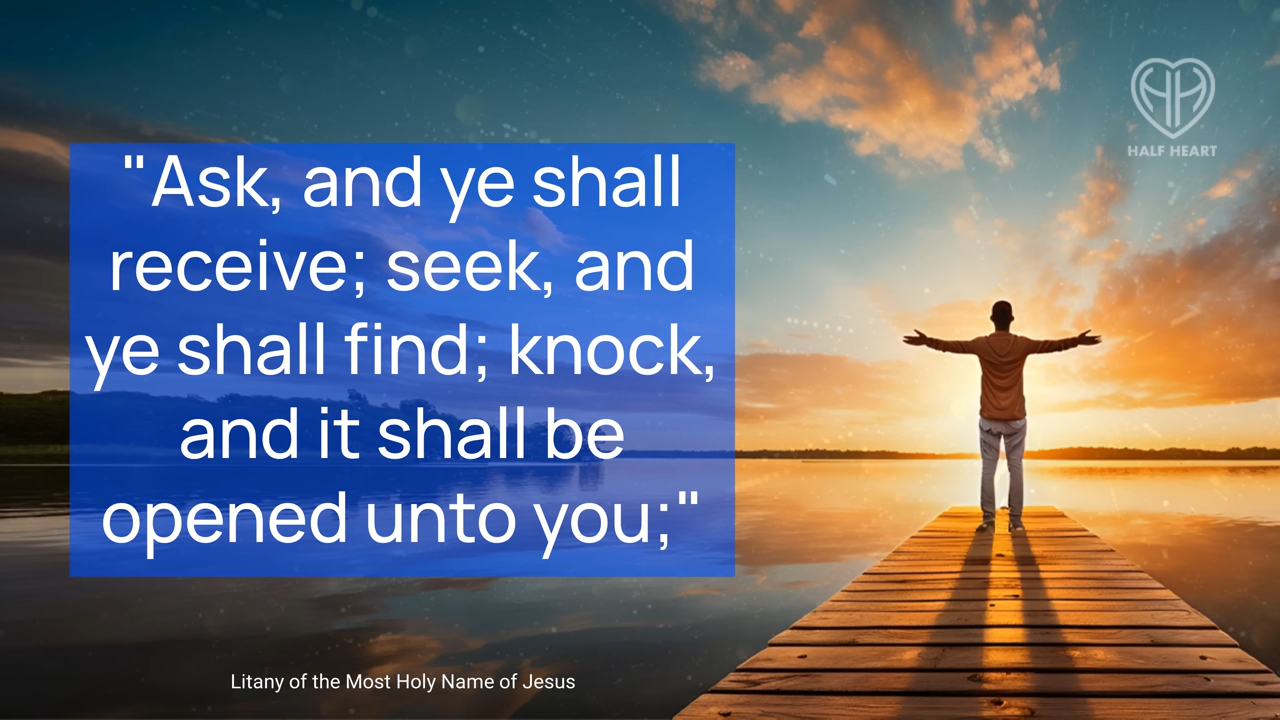 "Ask, and ye shall
receive; seek, and
ye shall find; knock,
and it shall be
opened unto you;"
Litany of the Most Holy Name of Jesus
HALF HEART